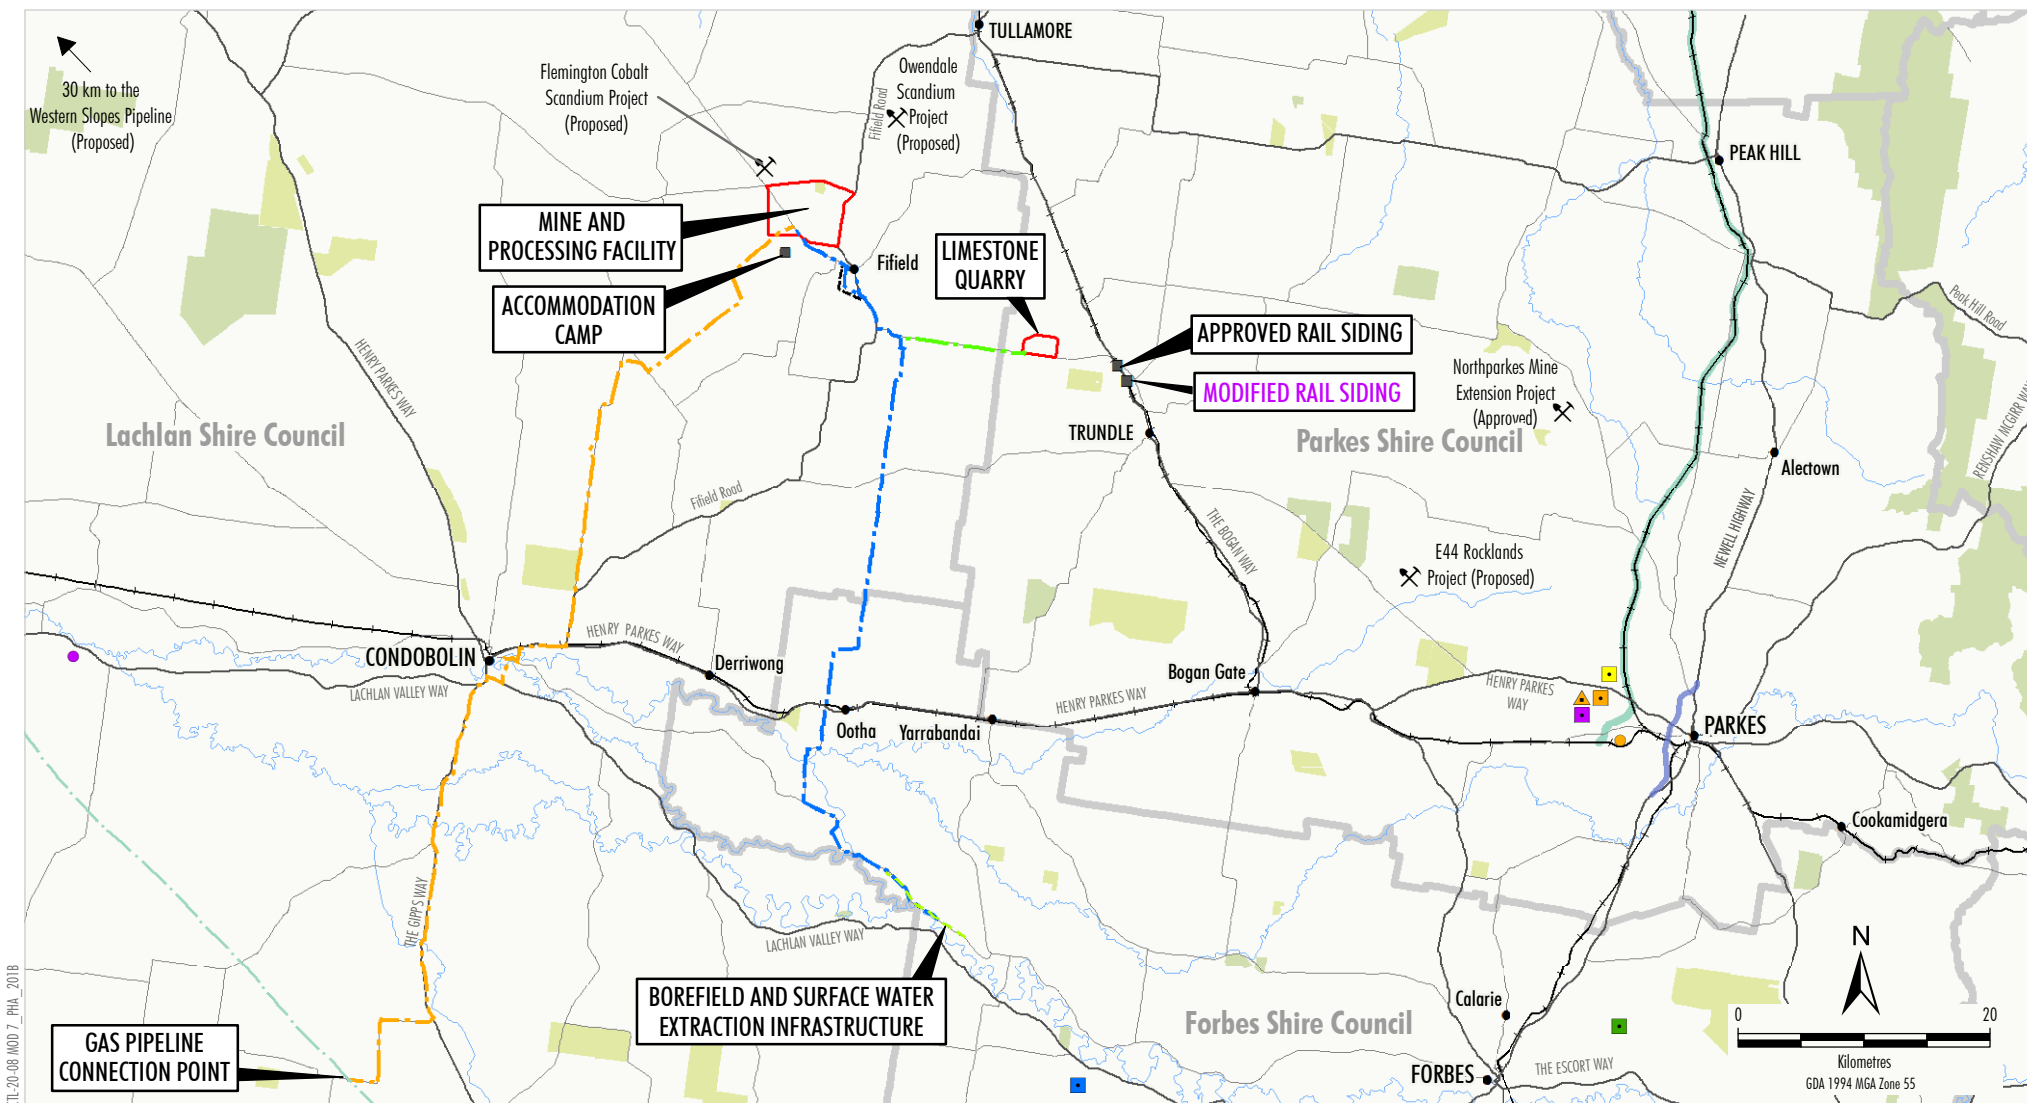 30 km to the
Western Slopes Pipeline
(Proposed)
Flemington Cobalt
Scandium Project
(Proposed)
Owendale
Scandium
Project
(Proposed)
Fifield Road
TULLAMORE
PEAK HILL
Peak Hill Road
MINE AND
PROCESSING FACILITY
ACCOMMODATION
CAMP
Fifield
LIMESTONE
QUARRY
APPROVED RAIL SIDING
MODIFIED RAIL SIDING
Northparkes Mine
Extension Project
(Approved)
HENRY PARKES WAY
RENSHAW MCGIRR WAY
Lachlan Shire Council
TRUNDLE
Parkes Shire Council
Alectown
Fifield Road
THE BOGAN WAY
NEWELL HIGHWAY
E44 Rocklands
Project (Proposed)
HENRY PARKES WAY
CONDOBOLIN
Derriwong
LACHLAN VALLEY WAY
Bogan Gate
HENRY PARKES WAY
HENRY PARKES
WAY
Ootha
Yarrabandai
PARKES
Cookamidgera
THE GIPPS WAY
LACHLAN VALLEY WAY
BOREFIELD AND SURFACE WATER
EXTRACTION INFRASTRUCTURE
Calarie
Forbes Shire Council
GAS PIPELINE
CONNECTION POINT
FORBES
THE ESCORT WAY
N
0
20
Kilometres
GDA 1994 MGA Zone 55